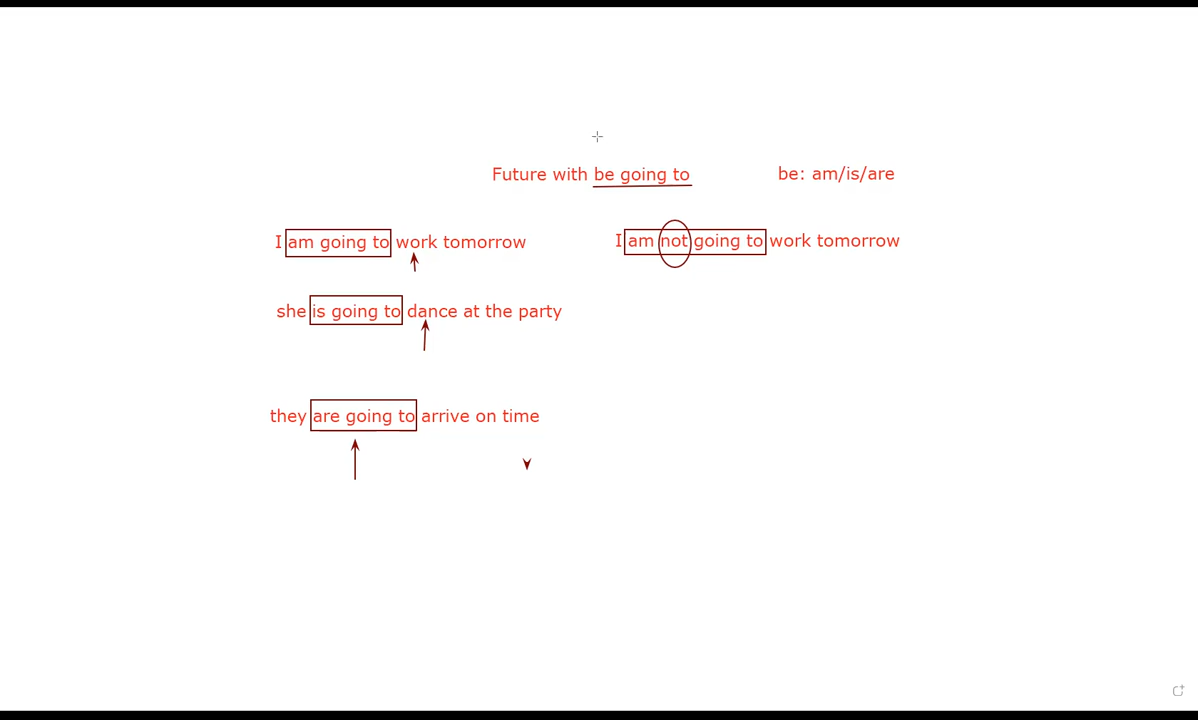 Future with be going to be: am/is/are
I am going to work tomorrow I am not going to work tomorrow
she is going to dance at the party
they are going to arrive on time